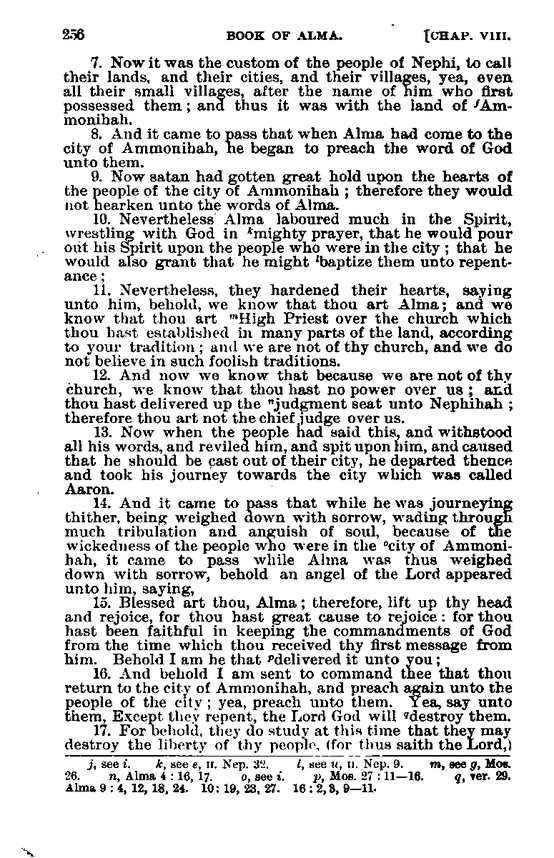 256 BOOK OF ALMA. [CHAP. VIII.
7. Now it was the custom of the people of Nephi, to call
their lands, and their cities, and their villages, yea, even
all their small villages, after the name of him who first
possessed them; and thus it was with the land of ʲAm-
monihah.
8. And it came to pass that when Alma had come to the
city of Ammonihah, he began to preach the word of God
unto them.
9. Now satan had gotten great hold upon the hearts of
the people of the city of Ammonihah; therefore they would
not hearken unto the words of Alma.
10. Nevertheless Alma laboured much in the Spirit,
wrestling with God in ᵏmighty prayer, that he would pour
out his Spirit upon the people who were in the city; that he
would also grant that he might ˡbaptize them unto repent-
ance;
11. Nevertheless, they hardened their hearts, saying
unto him, behold, we know that thou art Alma; and we
know that thou art ᵐHigh Priest over the church which
thou hast established in many parts of the land, according
to your tradition; and we are not of thy church, and we do
not believe in such foolish traditions.
12. And now we know that because we are not of thy
church, we know that thou hast no power over us; and
thou hast delivered up the ⁿjudgment seat unto Nephihah;
therefore thou art not the chief judge over us.
13. Now when the people had said this, and withstood
all his words, and reviled him, and spit upon him, and caused
that he should be cast out of their city, he departed thence
and took his journey towards the city which was called
Aaron.
14. And it came to pass that while he was journeying
thither, being weighed down with sorrow, wading through
much tribulation and anguish of soul, because of the
wickedness of the people who were in the ᵒcity of Ammoni-
hah, it came to pass while Alma was thus weighed
down with sorrow, behold an angel of the Lord appeared
unto him, saying,
15. Blessed art thou, Alma; therefore, lift up thy head
and rejoice, for thou hast great cause to rejoice: for thou
hast been faithful in keeping the commandments of God
from the time which thou received thy first message from
him. Behold I am he that ᵖdelivered it unto you;
16. And behold I am sent to command thee that thou
return to the city of Ammonihah, and preach again unto the
people of the city; yea, preach unto them. Yea, say unto
them, Except they repent, the Lord God will ᑫdestroy them.
17. For behold, they do study at this time that they may
destroy the liberty of thy people, (for thus saith the Lord,)
j, see i. k, see e, II. Nep. 32. l, see u, II. Nep. 9. m, see g, Mos.
26. n, Alma 4:16, 17. o, see i. p, Mos. 27:11—16. q, ver. 29.
Alma 9:4, 12, 18, 24. 10:19, 23, 27. 16:2, 3, 9—11.